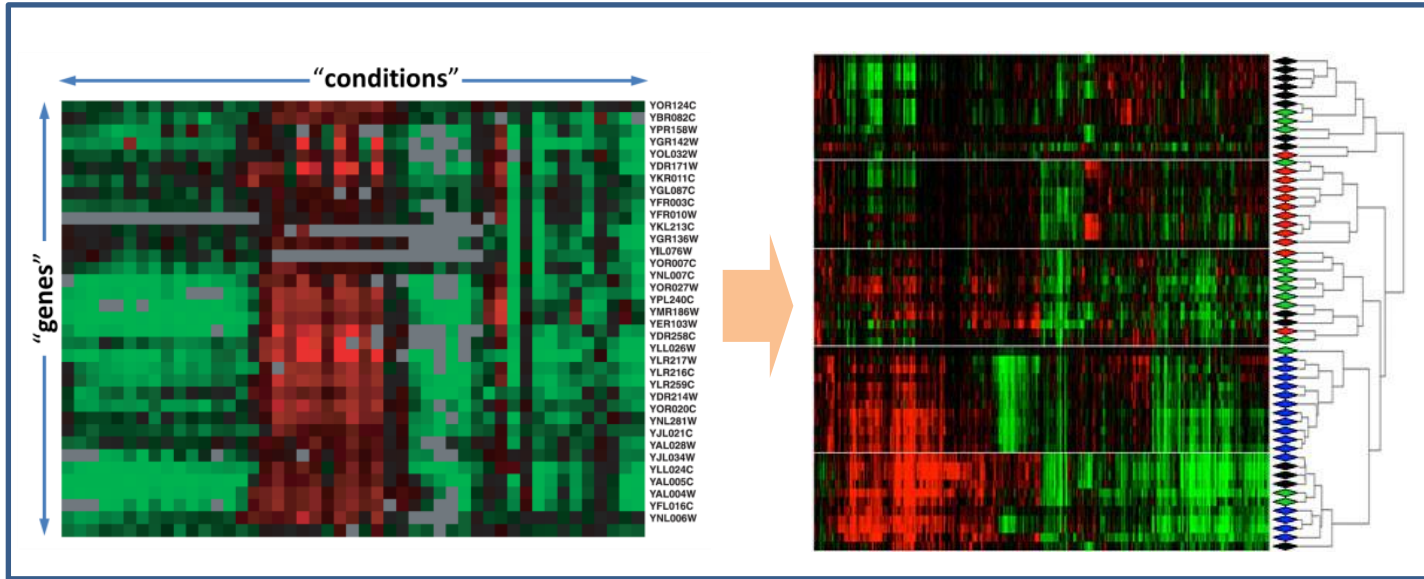 “conditions”
“genes”
YOR124C
YBR082C
YPR158W
YGR142W
YOL032W
YDR171W
YKR011C
YGL087C
YFR003C
YFR010W
YKL213C
YGR136W
YIL076W
YOR007C
YNL007C
YOR027W
YPL240C
YMR186W
YER103W
YDR258C
YLL026W
YLR217W
YLR216C
YLR259C
YDR214W
YOR020C
YNL281W
YJL021C
YAL028W
YJL034W
YLL024C
YAL005C
YAL004W
YFL016C
YNL006W